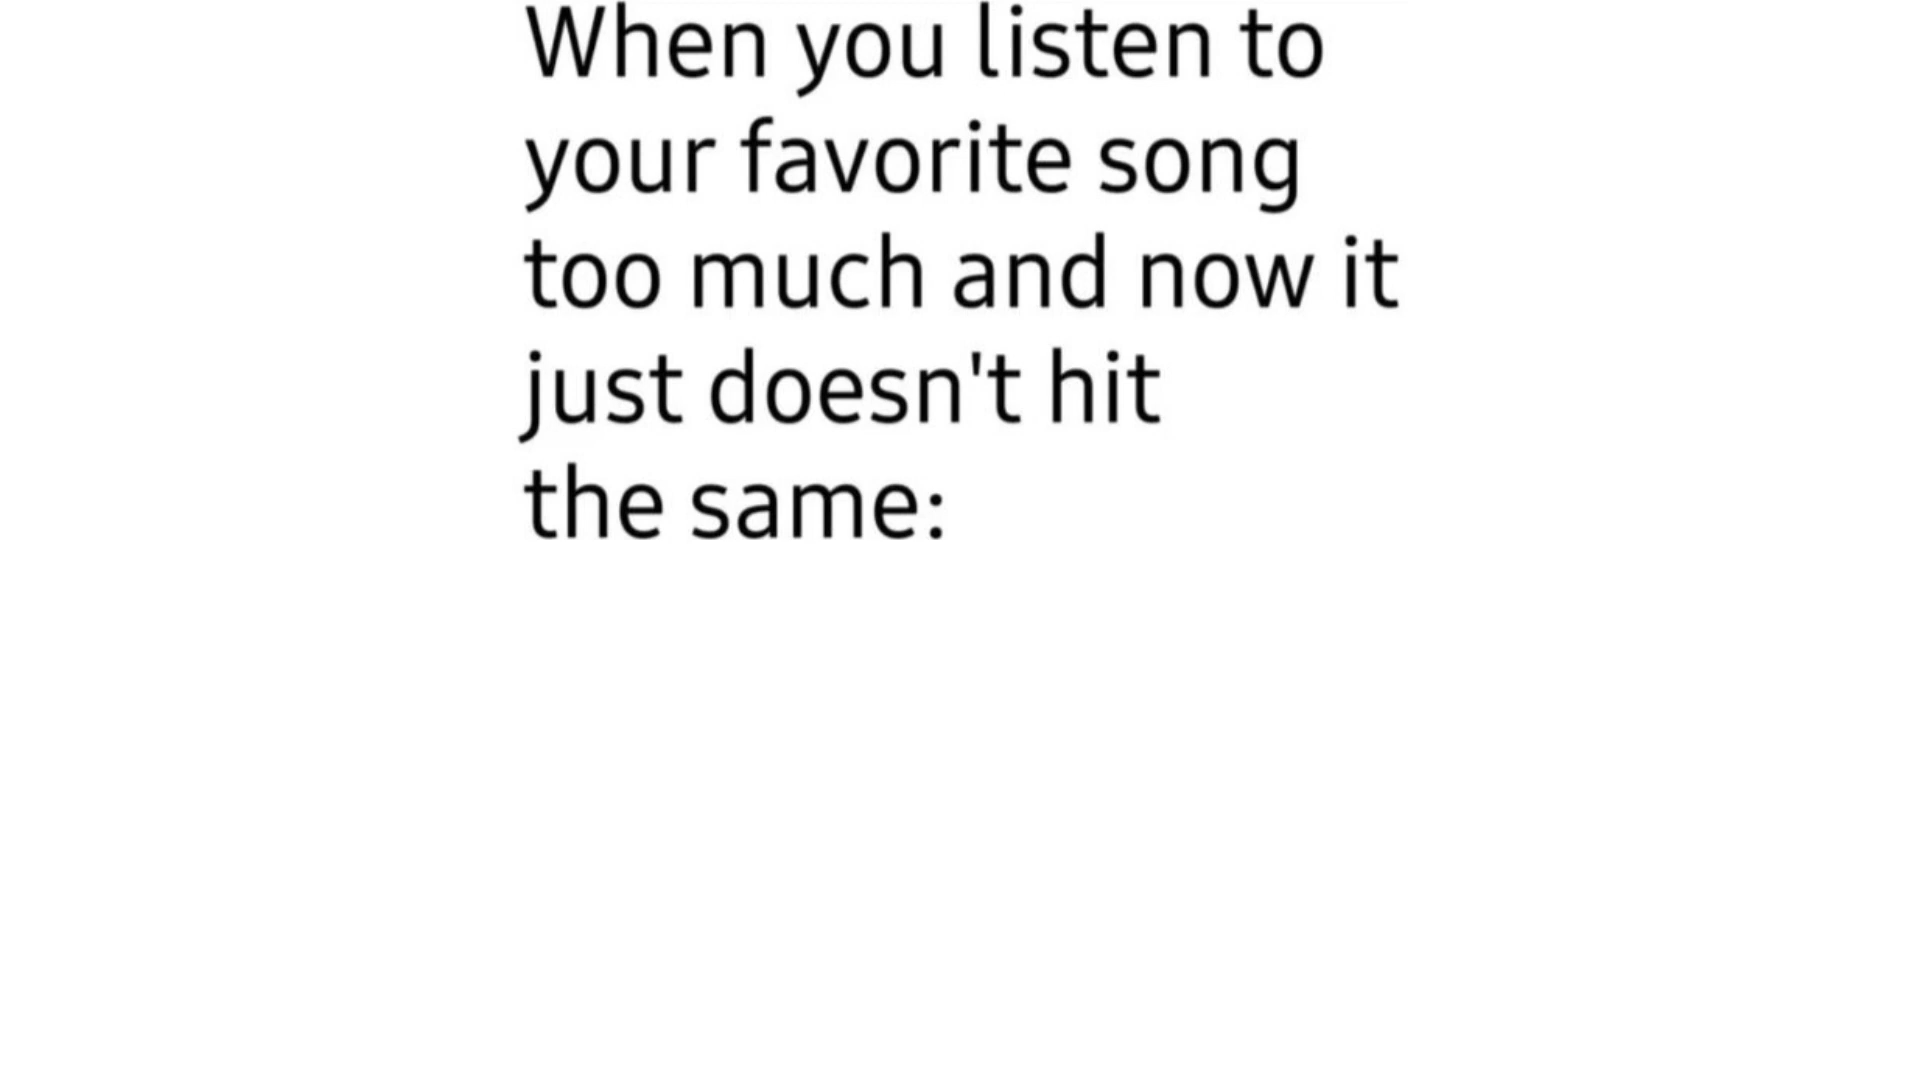 When you listen to
your favorite song
too much and now it
just doesn't hit
the same: